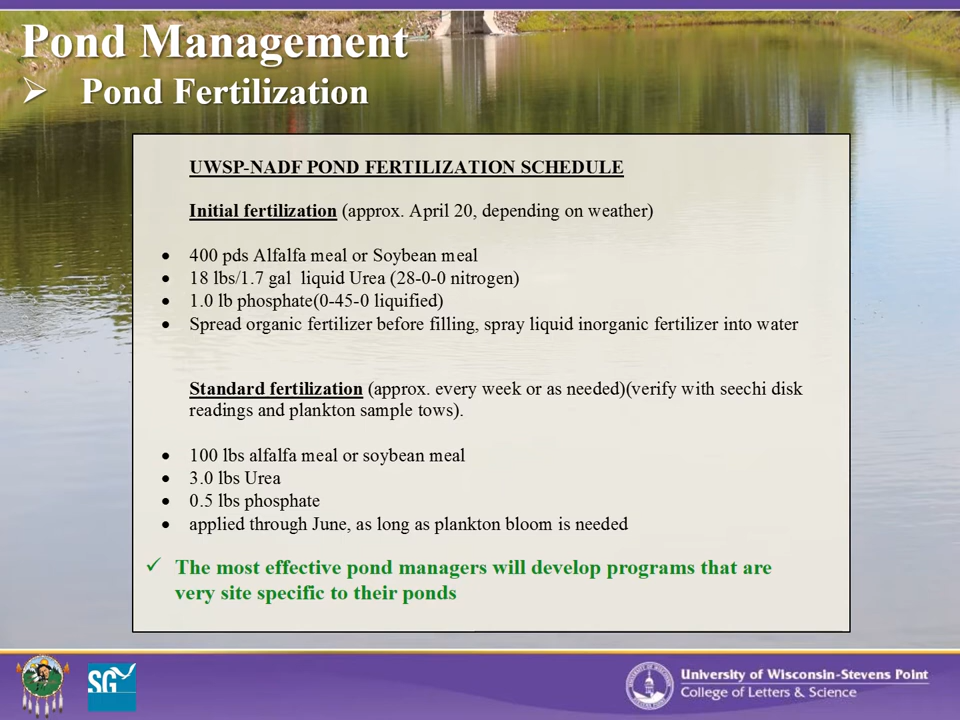 Pond Management
➢ Pond Fertilization
UWSP-NADF POND FERTILIZATION SCHEDULE
Initial fertilization (approx. April 20, depending on weather)
• 400 pds Alfalfa meal or Soybean meal
• 18 lbs/1.7 gal liquid Urea (28-0-0 nitrogen)
• 1.0 lb phosphate(0-45-0 liquified)
• Spread organic fertilizer before filling, spray liquid inorganic fertilizer into water
Standard fertilization (approx. every week or as needed)(verify with seechi disk
readings and plankton sample tows).
• 100 lbs alfalfa meal or soybean meal
• 3.0 lbs Urea
• 0.5 lbs phosphate
• applied through June, as long as plankton bloom is needed
✓ The most effective pond managers will develop programs that are
very site specific to their ponds
SG
University of Wisconsin-Stevens Point
College of Letters & Science